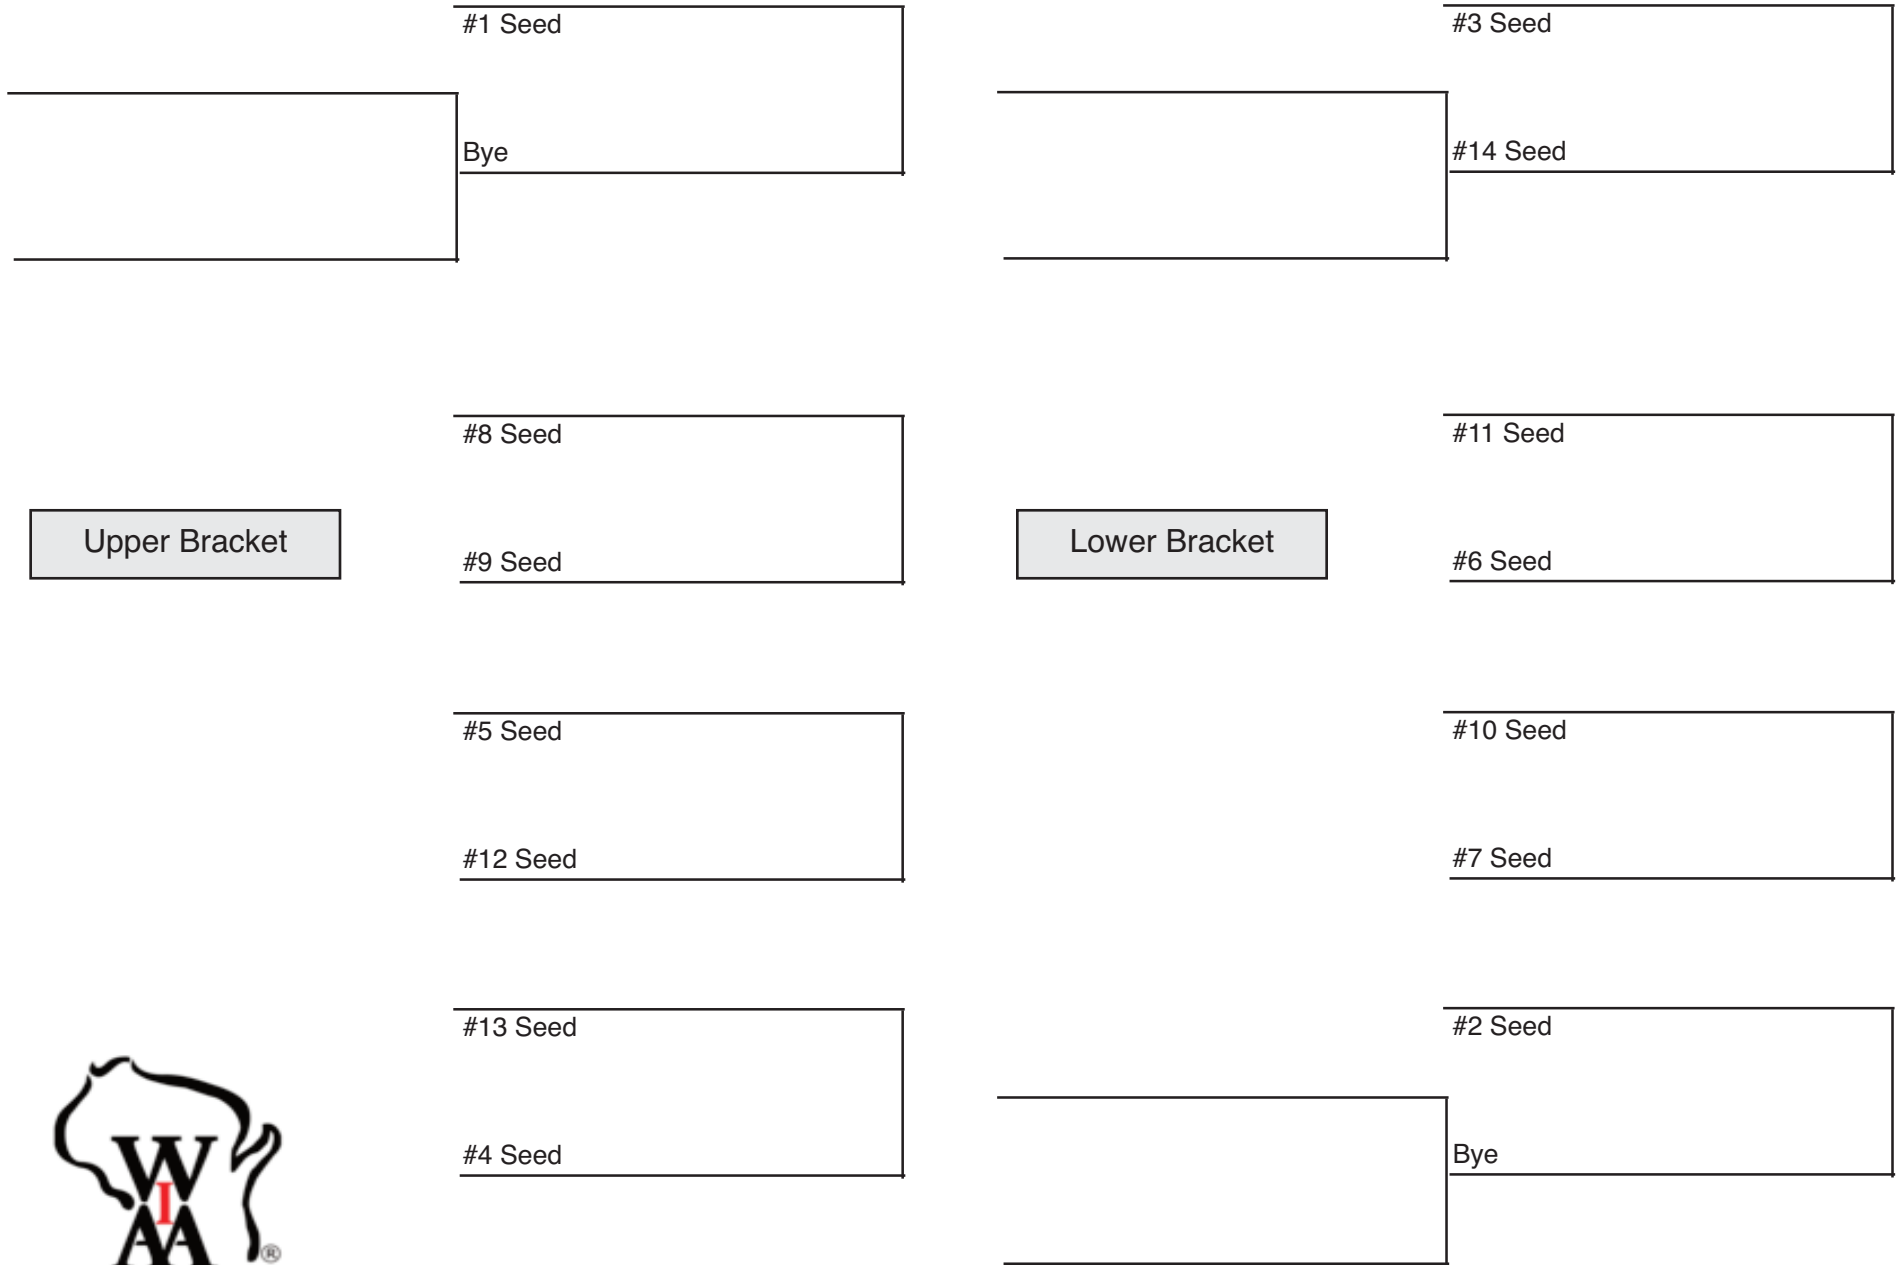 #1 Seed
Bye
#8 Seed
Upper Bracket
#9 Seed
#5 Seed
#12 Seed
#13 Seed
#4 Seed
W
I
AA
®
#3 Seed
#14 Seed
#11 Seed
Lower Bracket
#6 Seed
#10 Seed
#7 Seed
#2 Seed
Bye